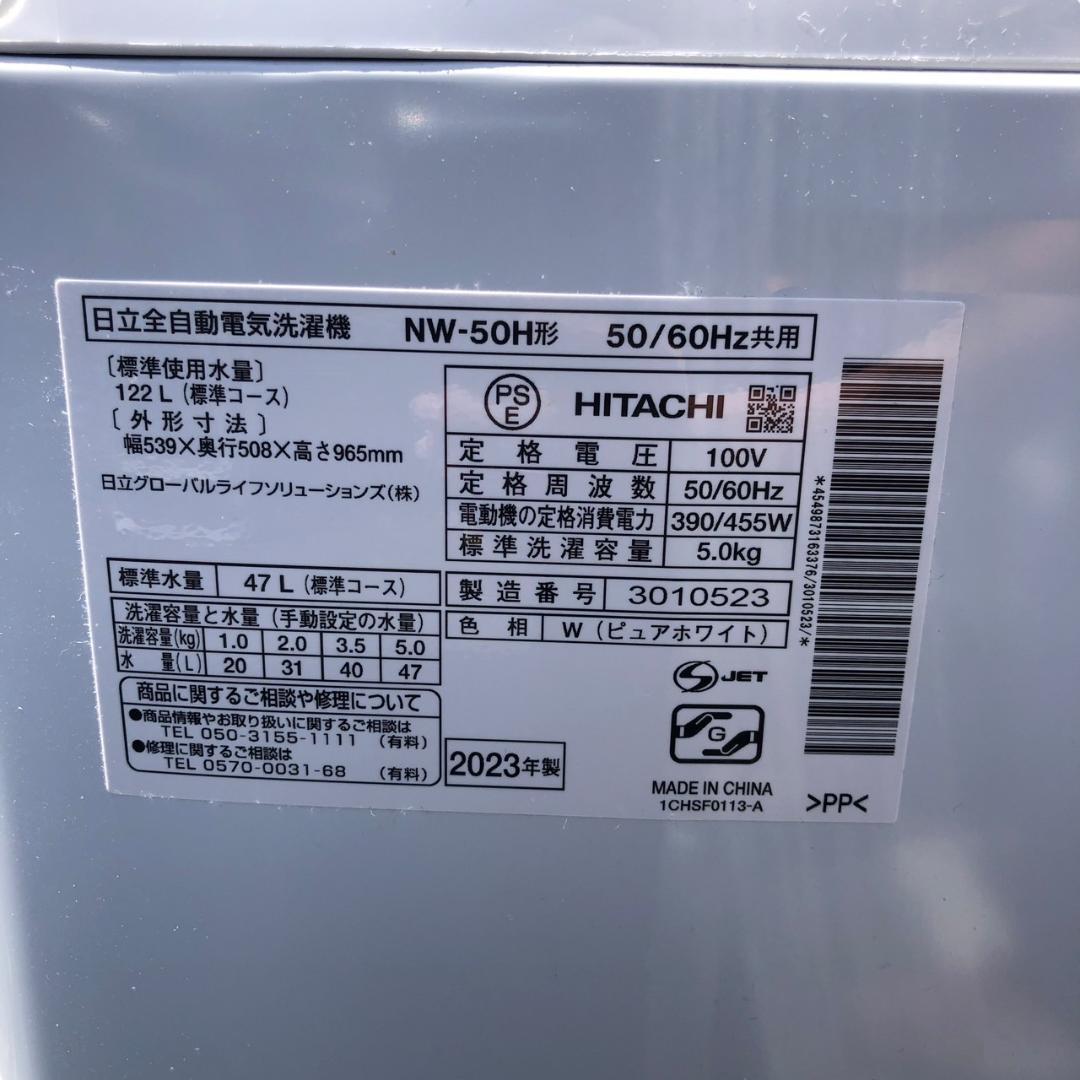 日立全自動電気洗濯機 NW-50H形 50/60Hz共用
〔標準使用水量〕
122 L (標準コース)
〔外形寸法〕
幅539×奥行508×高さ965mm
日立グローバルライフソリューションズ(株)
PS E HITACHI
定格電圧 100V
定格周波数 50/60Hz
電動機の定格消費電力 390/455W
標準洗濯容量 5.0kg
製造番号 3010523
色相 W (ピュアホワイト)
標準水量 47 L (標準コース)
洗濯容量と水量 (手動設定の水量)
洗濯容量(kg) 1.0 2.0 3.5 5.0
水量(L) 20 31 40 47
商品に関するご相談や修理について
●商品情報やお取り扱いに関するご相談は
TEL 050-3155-1111 (有料)
●修理に関するご相談は
TEL 0570-0031-68 (有料)
2023年製
S JET
G
MADE IN CHINA
1CHSF0113-A
>PP<
*4549873163376/3010523/*